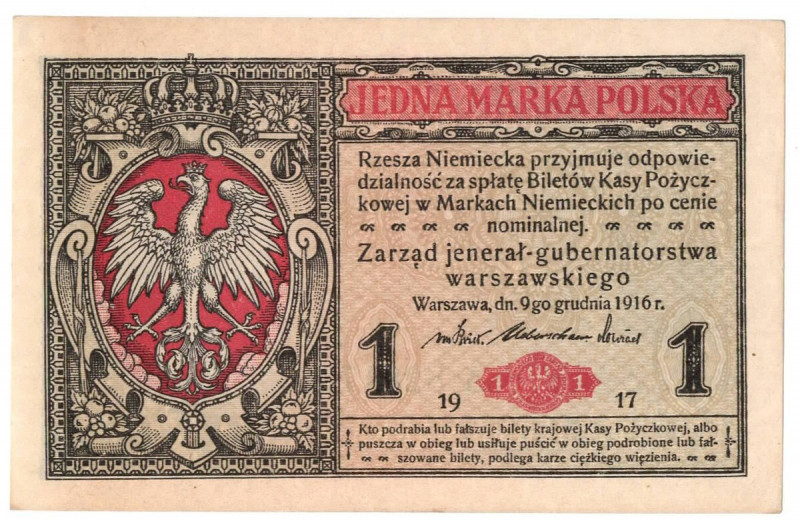 JEDNA MARKA POLSKA
Rzesza Niemiecka przyjmuje odpowie-
dzialność za spłatę Biletów Kasy Pożycz-
kowej w Markach Niemieckich po cenie
nominalnej.
Zarząd jenerał-gubernatorstwa
warszawskiego
Warszawa, dn. 9go grudnia 1916 r.
1 1 1 1
19 17
Kto podrabia lub fałszuje bilety krajowej Kasy Pożyczkowej, albo
puszcza w obieg lub usiłuje puścić w obieg podrobione lub fał-
szowane bilety, podlega karze ciężkiego więzienia.